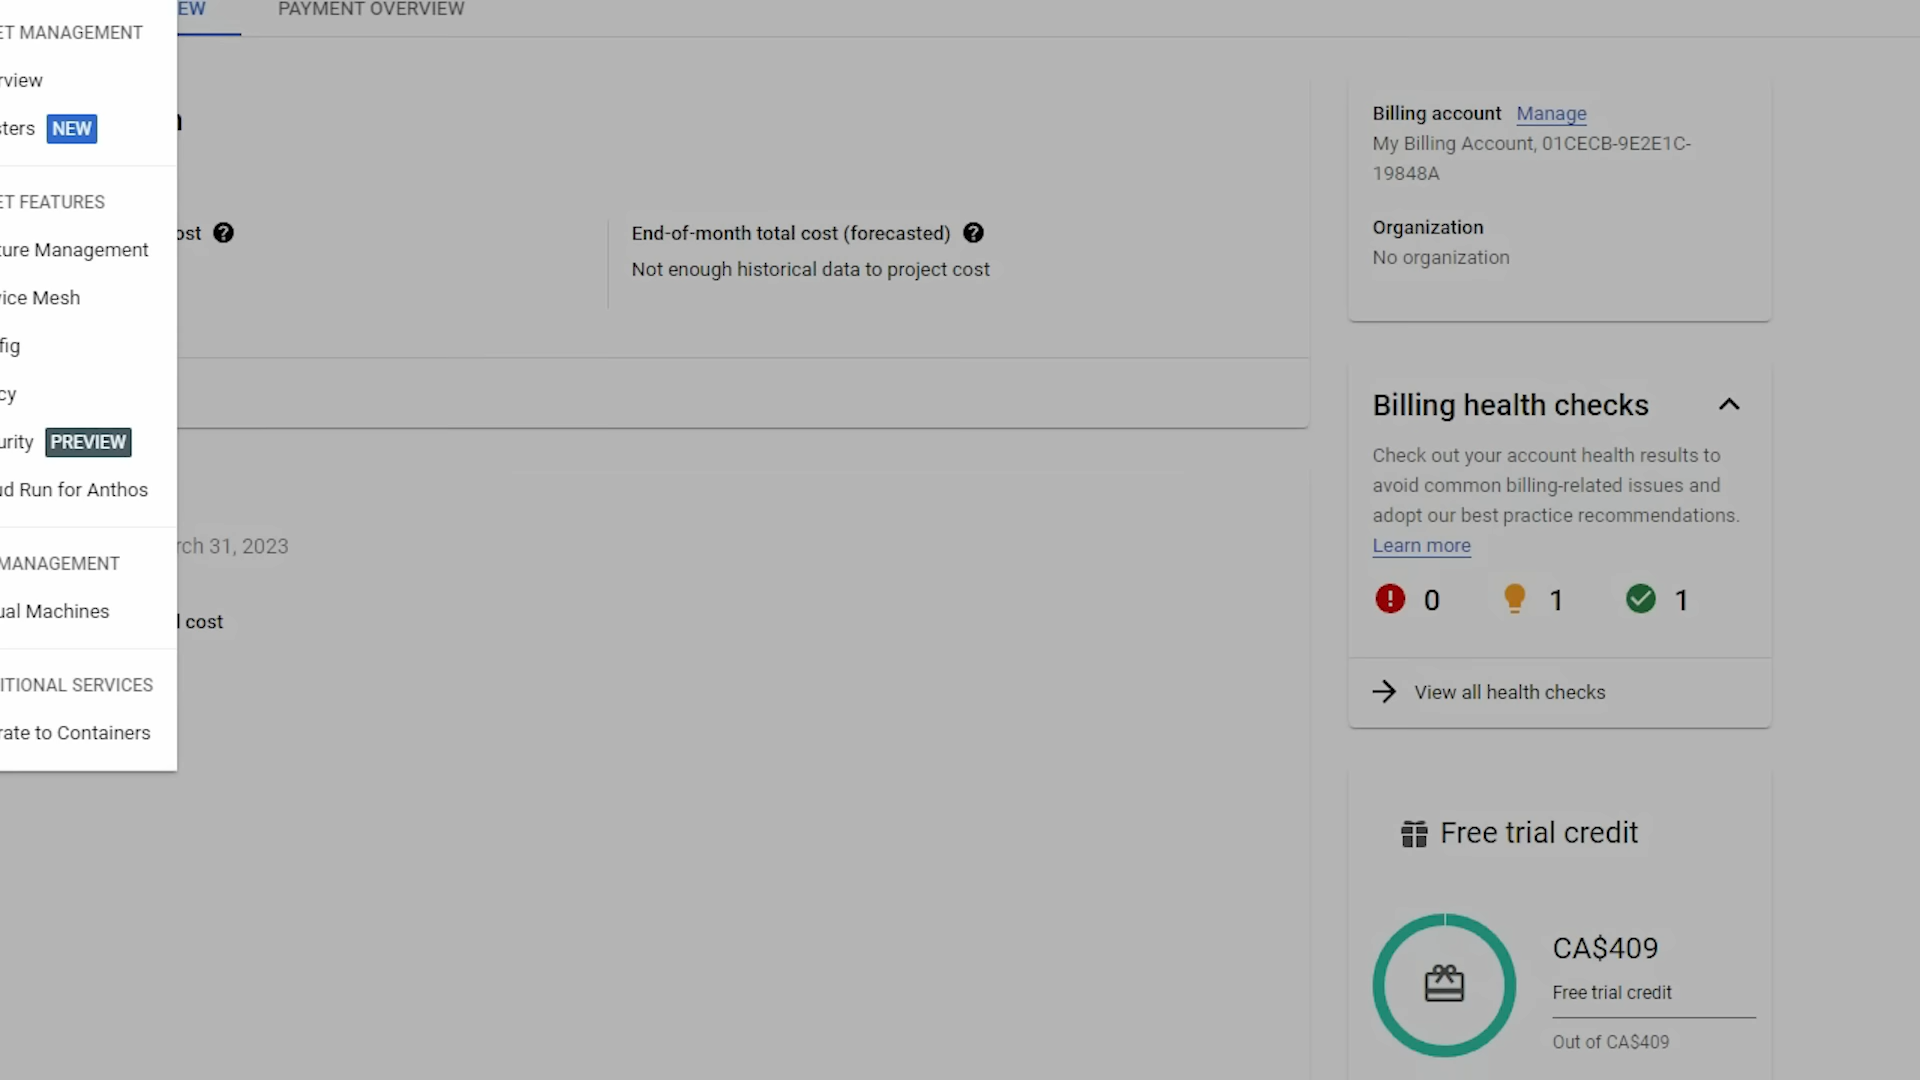 EW
PAYMENT OVERVIEW
ET MANAGEMENT
rview
sters NEW
ET FEATURES
ture Management
vice Mesh
fig
cy
urity PREVIEW
ud Run for Anthos
MANAGEMENT
ual Machines
ITIONAL SERVICES
rate to Containers
ost
End-of-month total cost (forecasted)
Not enough historical data to project cost
rch 31, 2023
l cost
Billing account Manage
My Billing Account, 01CECB-9E2E1C-
19848A
Organization
No organization
Billing health checks
Check out your account health results to
avoid common billing-related issues and
adopt our best practice recommendations.
Learn more
0 1 1
View all health checks
Free trial credit
CA$409
Free trial credit
Out of CA$409